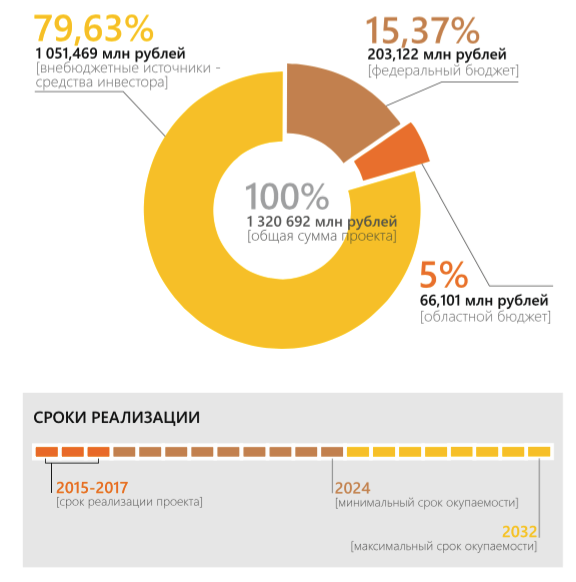 79,63%
1 051,469 млн рублей
[внебюджетные источники -
средства инвестора]
15,37%
203,122 млн рублей
[федеральный бюджет]
100%
1 320 692 млн рублей
[общая сумма проекта]
5%
66,101 млн рублей
[областной бюджет]
СРОКИ РЕАЛИЗАЦИИ
2015-2017
[срок реализации проекта]
2024
[минимальный срок окупаемости]
2032
[максимальный срок окупаемости]